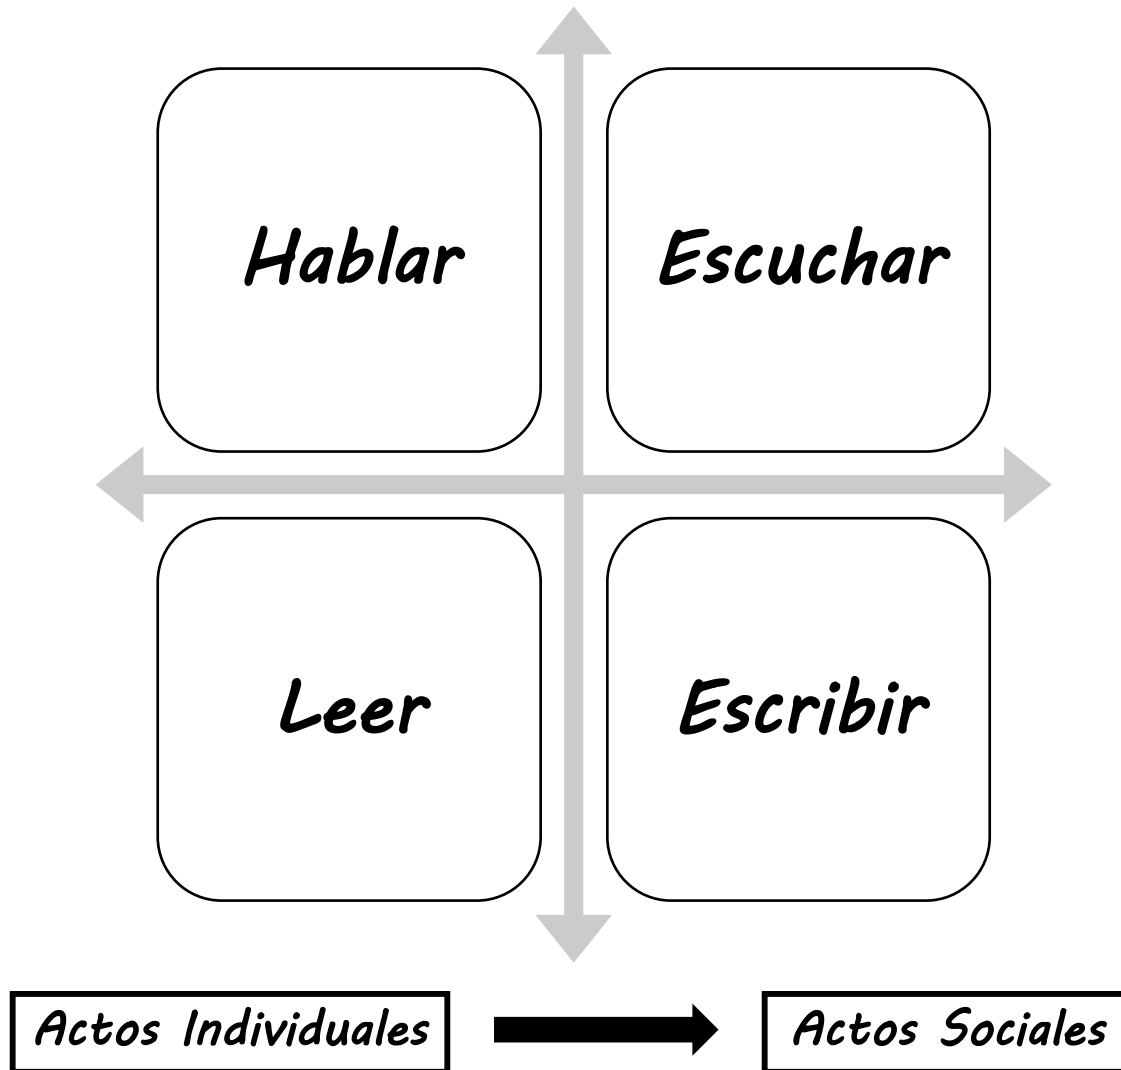 Hablar
Escuchar
Leer
Escribir
Actos Individuales
Actos Sociales